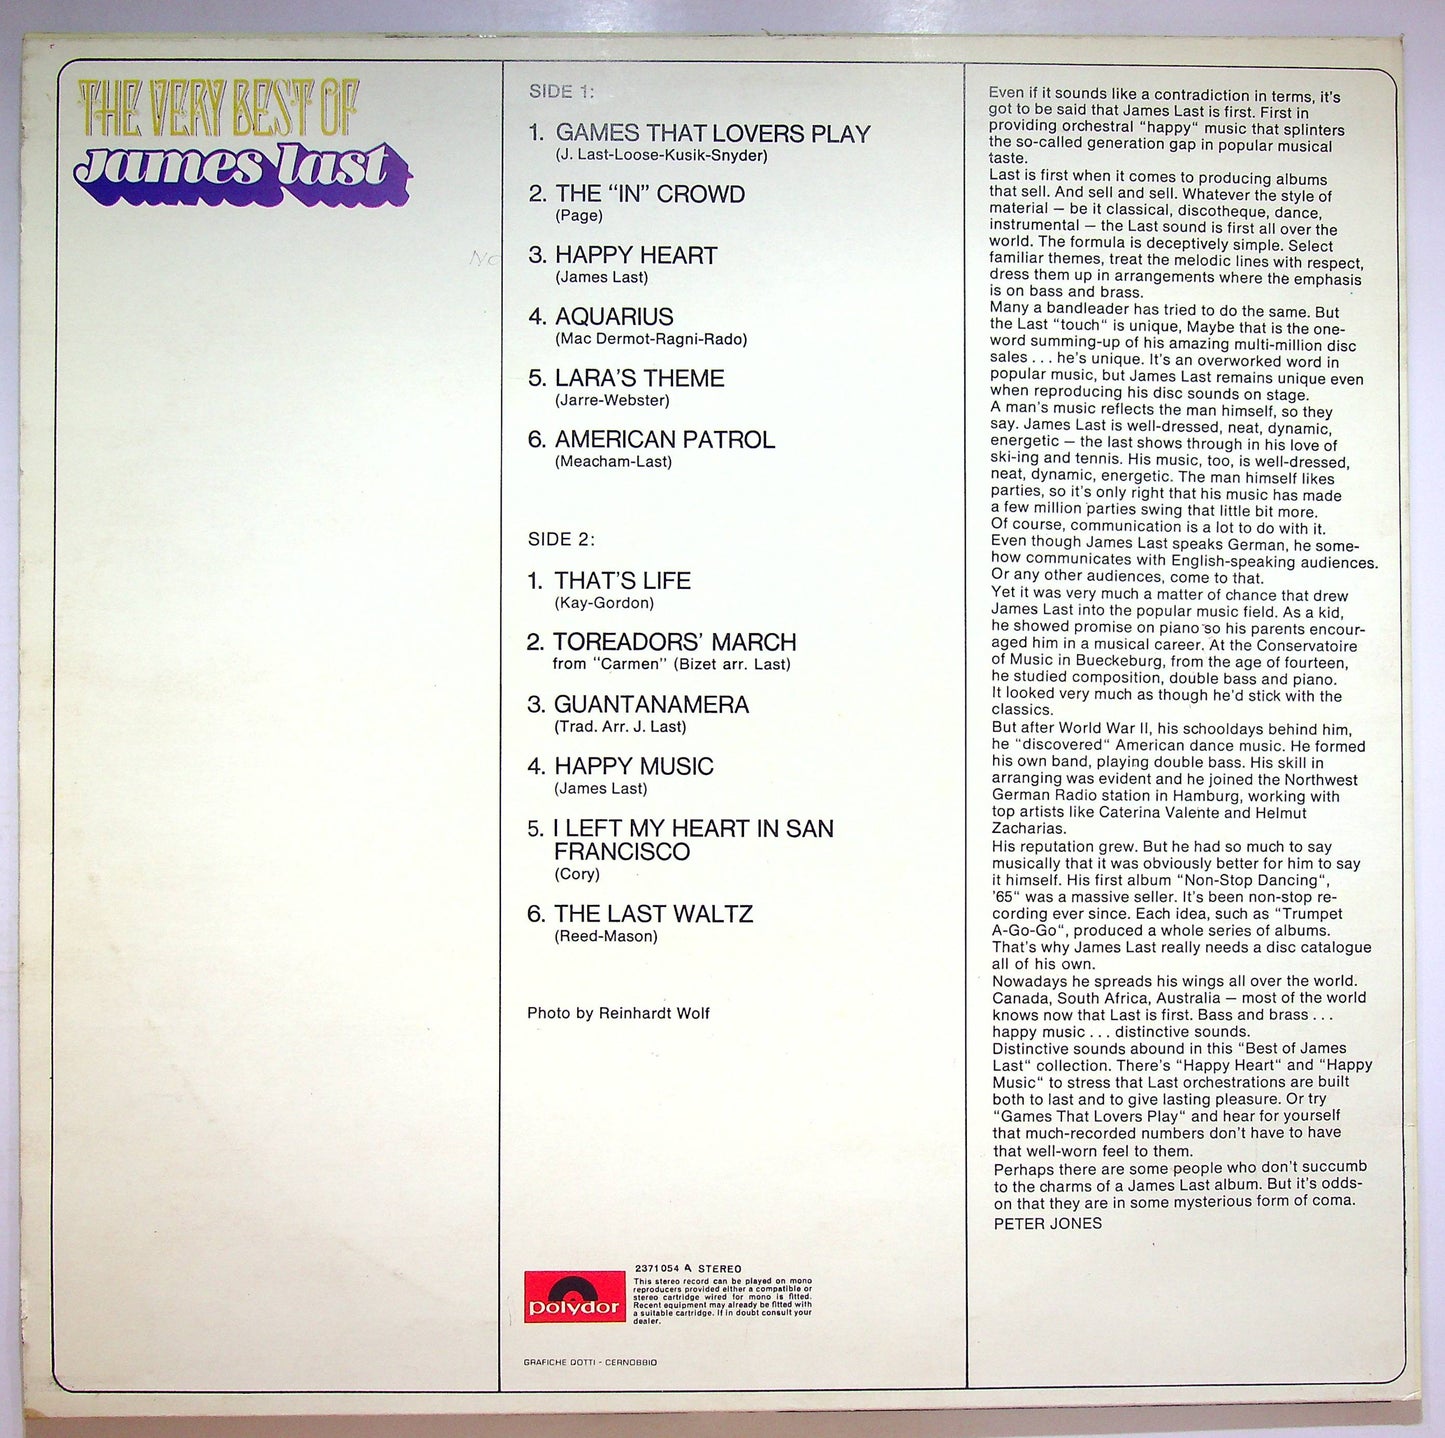 THE VERY BEST OF
james last
SIDE 1:
1. GAMES THAT LOVERS PLAY
(J. Last-Loose-Kusik-Snyder)
2. THE “IN” CROWD
(Page)
3. HAPPY HEART
(James Last)
4. AQUARIUS
(Mac Dermot-Ragni-Rado)
5. LARA’S THEME
(Jarre-Webster)
6. AMERICAN PATROL
(Meacham-Last)
SIDE 2:
1. THAT’S LIFE
(Kay-Gordon)
2. TOREADORS’ MARCH
from “Carmen” (Bizet arr. Last)
3. GUANTANAMERA
(Trad. Arr. J. Last)
4. HAPPY MUSIC
(James Last)
5. I LEFT MY HEART IN SAN
FRANCISCO
(Cory)
6. THE LAST WALTZ
(Reed-Mason)
Photo by Reinhardt Wolf
2371 054 A STEREO
This stereo record can be played on mono
reproducers provided either a compatible or
stereo cartridge wired for mono is fitted.
Recent equipment may already be fitted with
a suitable cartridge. If in doubt consult your
dealer.
polydor
GRAFICHE DOTTI - CERNOBBIO
Even if it sounds like a contradiction in terms, it’s
got to be said that James Last is first. First in
providing orchestral “happy“ music that splinters
the so-called generation gap in popular musical
taste.
Last is first when it comes to producing albums
that sell. And sell and sell. Whatever the style of
material – be it classical, discotheque, dance,
instrumental – the Last sound is first all over the
world. The formula is deceptively simple. Select
familiar themes, treat the melodic lines with respect,
dress them up in arrangements where the emphasis
is on bass and brass.
Many a bandleader has tried to do the same. But
the Last “touch“ is unique, Maybe that is the one-
word summing-up of his amazing multi-million disc
sales . . . he’s unique. It’s an overworked word in
popular music, but James Last remains unique even
when reproducing his disc sounds on stage.
A man’s music reflects the man himself, so they
say. James Last is well-dressed, neat, dynamic,
energetic – the last shows through in his love of
ski-ing and tennis. His music, too, is well-dressed,
neat, dynamic, energetic. The man himself likes
parties, so it’s only right that his music has made
a few million parties swing that little bit more.
Of course, communication is a lot to do with it.
Even though James Last speaks German, he some-
how communicates with English-speaking audiences.
Or any other audiences, come to that.
Yet it was very much a matter of chance that drew
James Last into the popular music field. As a kid,
he showed promise on piano so his parents encour-
aged him in a musical career. At the Conservatoire
of Music in Bueckeburg, from the age of fourteen,
he studied composition, double bass and piano.
It looked very much as though he’d stick with the
classics.
But after World War II, his schooldays behind him,
he “discovered“ American dance music. He formed
his own band, playing double bass. His skill in
arranging was evident and he joined the Northwest
German Radio station in Hamburg, working with
top artists like Caterina Valente and Helmut
Zacharias.
His reputation grew. But he had so much to say
musically that it was obviously better for him to say
it himself. His first album “Non-Stop Dancing“,
’65“ was a massive seller. It’s been non-stop re-
cording ever since. Each idea, such as “Trumpet
A-Go-Go“, produced a whole series of albums.
That’s why James Last really needs a disc catalogue
all of his own.
Nowadays he spreads his wings all over the world.
Canada, South Africa, Australia – most of the world
knows now that Last is first. Bass and brass . . .
happy music . . . distinctive sounds.
Distinctive sounds abound in this “Best of James
Last“ collection. There’s “Happy Heart“ and “Happy
Music“ to stress that Last orchestrations are built
both to last and to give lasting pleasure. Or try
“Games That Lovers Play“ and hear for yourself
that much-recorded numbers don’t have to have
that well-worn feel to them.
Perhaps there are some people who don’t succumb
to the charms of a James Last album. But it’s odds-
on that they are in some mysterious form of coma.
PETER JONES